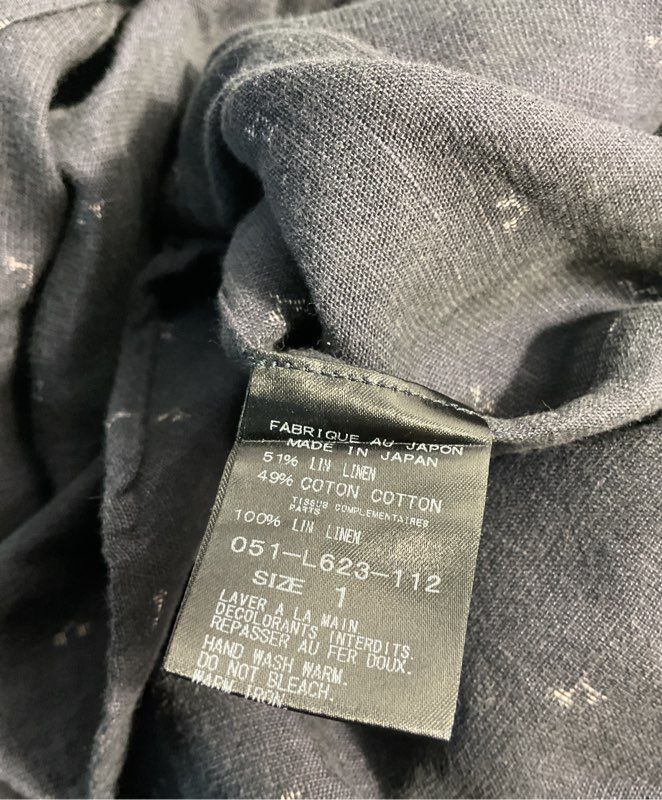 FABRIQUE AU JAPON
MADE IN JAPAN
51% LIN LINEN
49% COTON COTTON
TISSUS COMPLEMENTAIRES
PARTS
100% LIN LINEN
051-L623-112
SIZE 1
LAVER A LA MAIN
DECOLORANTS INTERDITS.
REPASSER AU FER DOUX.
HAND WASH WARM.
DO NOT BLEACH.
WARM IRON.